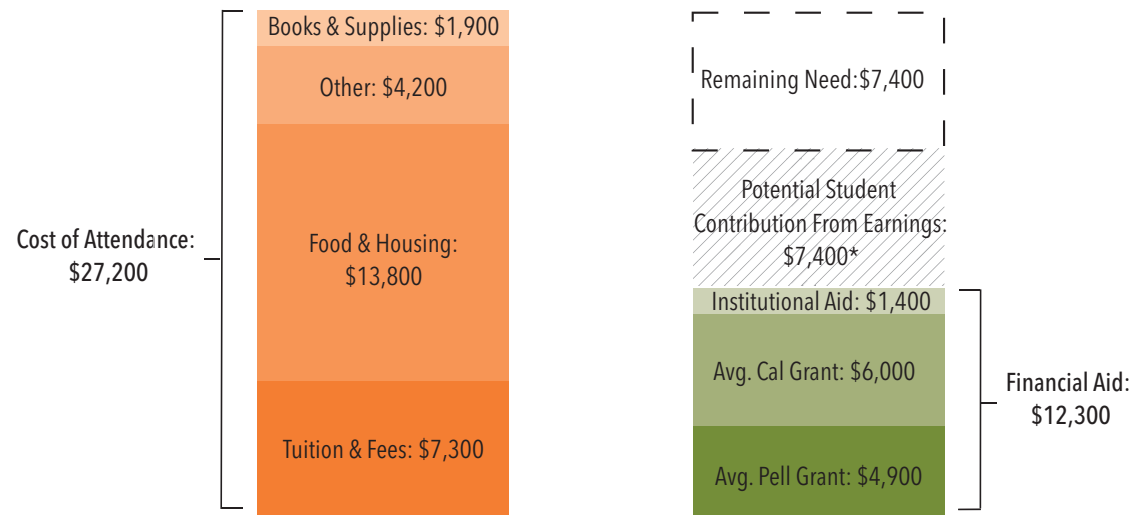 Books & Supplies: $1,900
Other: $4,200
Food & Housing:
$13,800
Tuition & Fees: $7,300
Cost of Attendance:
$27,200
Remaining Need:$7,400
Potential Student
Contribution From Earnings:
$7,400*
Institutional Aid: $1,400
Avg. Cal Grant: $6,000
Avg. Pell Grant: $4,900
Financial Aid:
$12,300